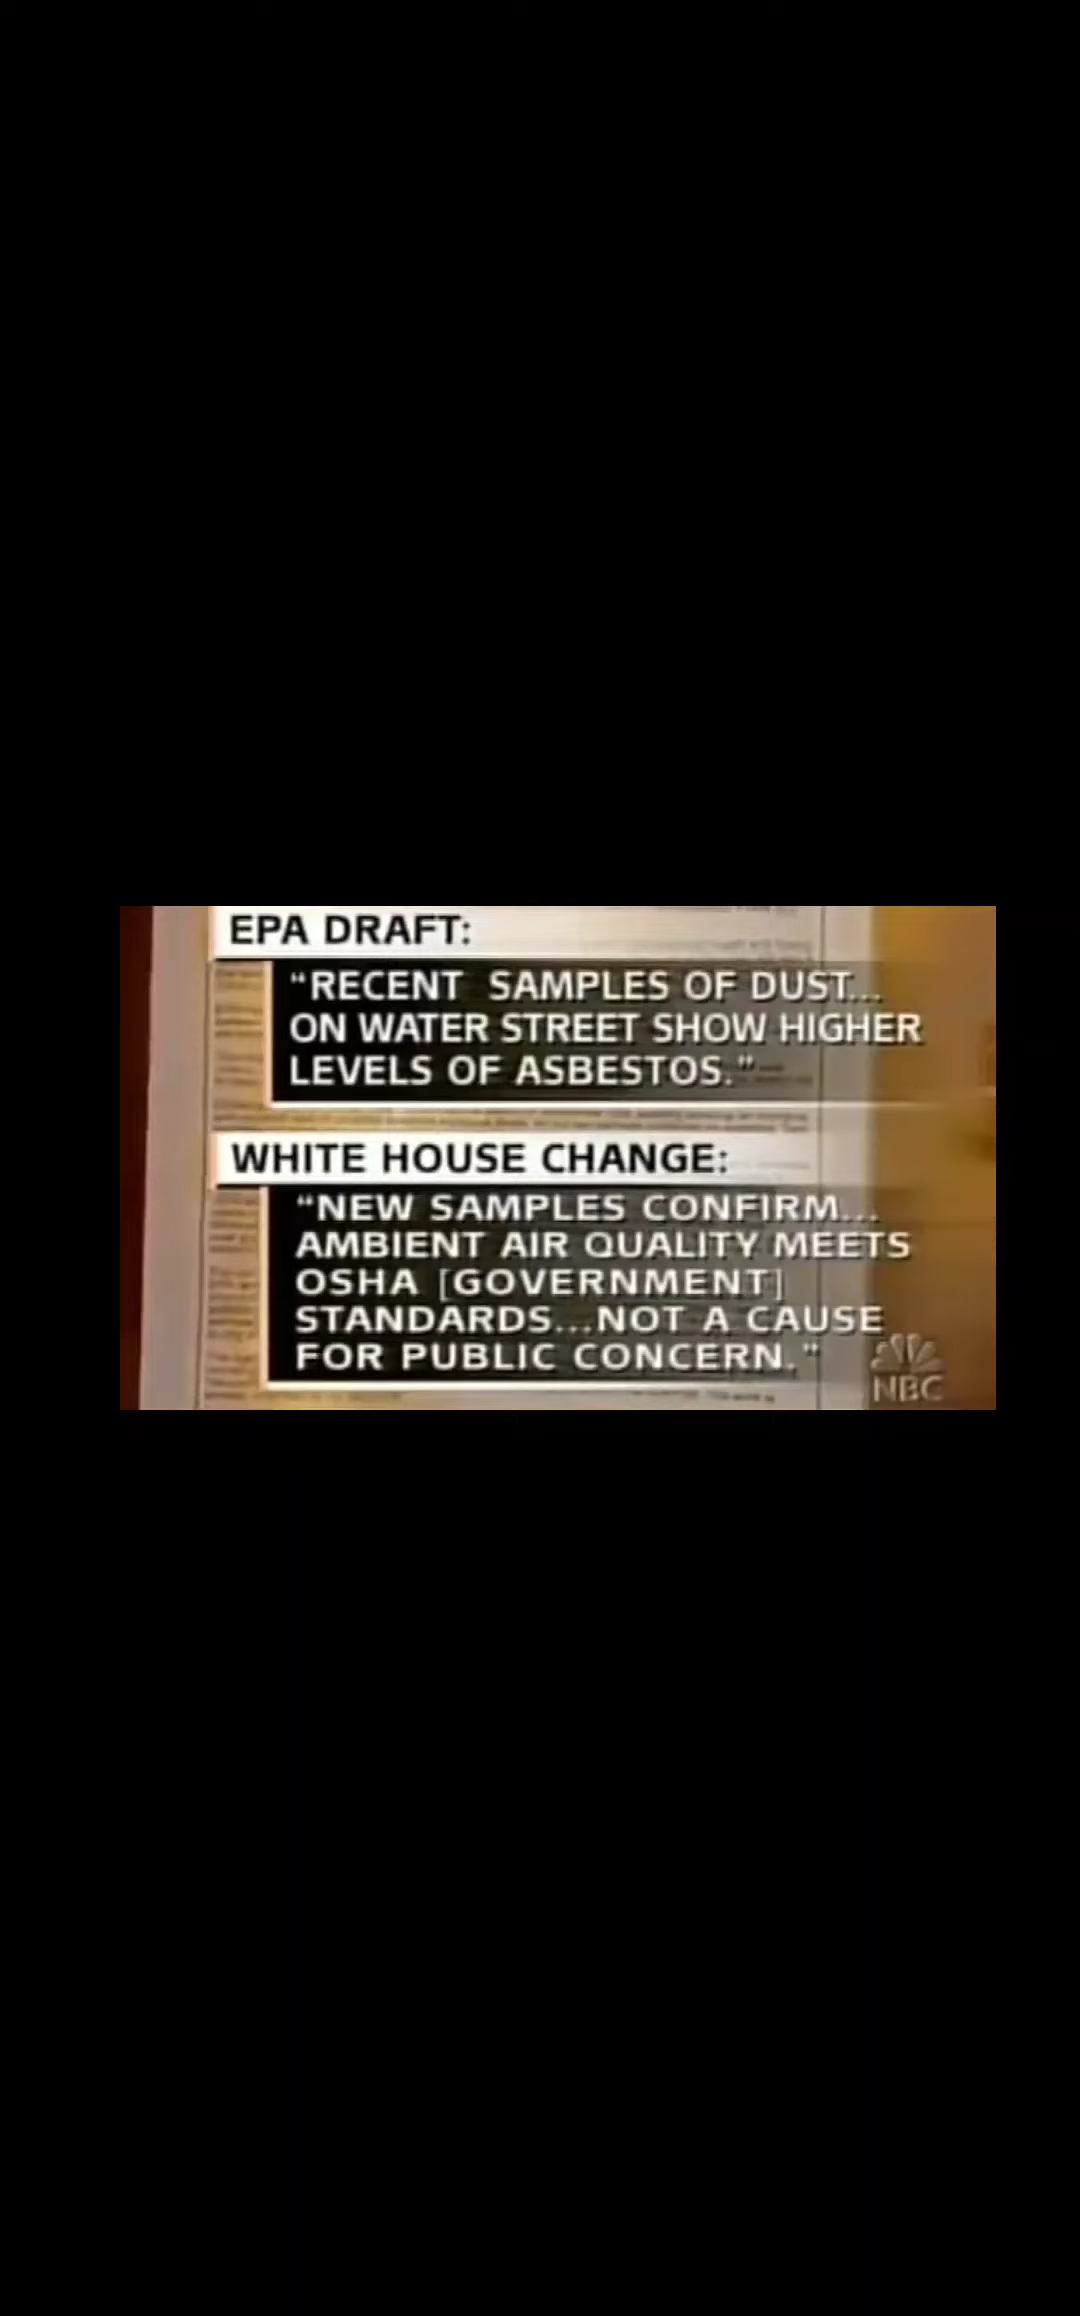 EPA DRAFT:
“RECENT SAMPLES OF DUST...
ON WATER STREET SHOW HIGHER
LEVELS OF ASBESTOS.”
WHITE HOUSE CHANGE:
“NEW SAMPLES CONFIRM...
AMBIENT AIR QUALITY MEETS
OSHA [GOVERNMENT]
STANDARDS...NOT A CAUSE
FOR PUBLIC CONCERN.”
NBC